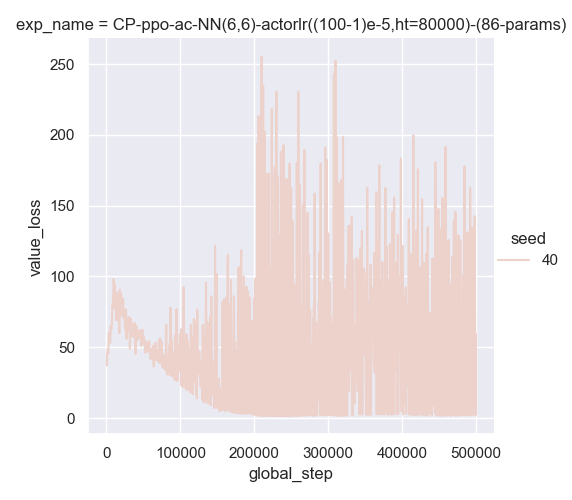 exp_name = CP-ppo-ac-NN(6,6)-actorlr((100-1)e-5,ht=80000)-(86-params)
250
200
150
100
50
0
value_loss
seed
40
0 100000 200000 300000 400000 500000
global_step